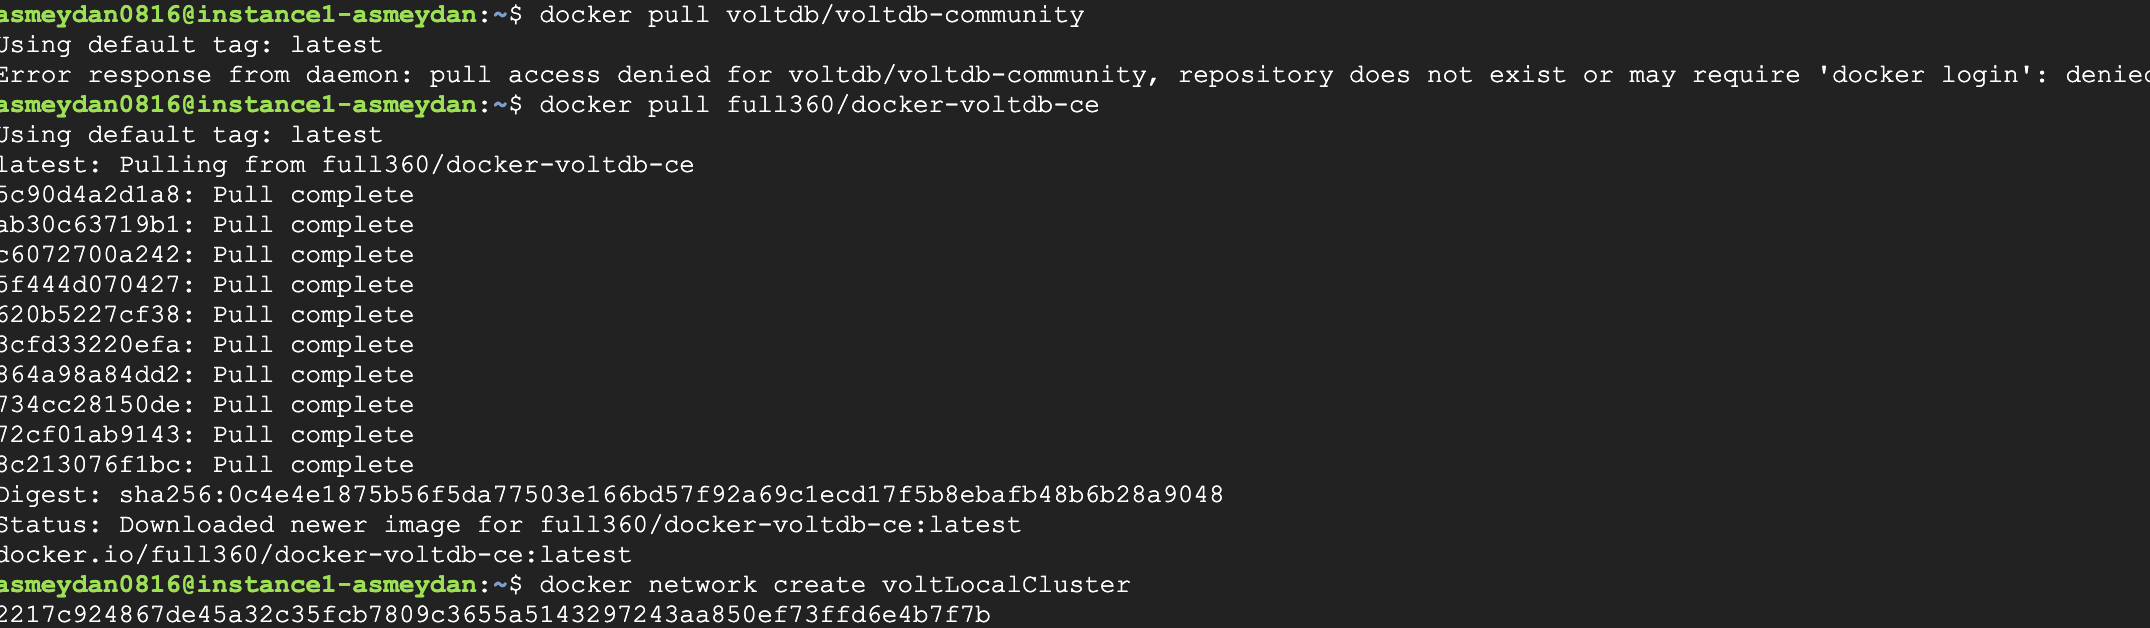 asmeydan0816@instance1-asmeydan:~$ docker pull voltdb/voltdb-community
Using default tag: latest
Error response from daemon: pull access denied for voltdb/voltdb-community, repository does not exist or may require 'docker login': denied
asmeydan0816@instance1-asmeydan:~$ docker pull full360/docker-voltdb-ce
Using default tag: latest
latest: Pulling from full360/docker-voltdb-ce
5c90d4a2d1a8: Pull complete
ab30c63719b1: Pull complete
c6072700a242: Pull complete
5f444d070427: Pull complete
620b5227cf38: Pull complete
3cfd33220efa: Pull complete
864a98a84dd2: Pull complete
734cc28150de: Pull complete
72cf01ab9143: Pull complete
8c213076f1bc: Pull complete
Digest: sha256:0c4e4e1875b56f5da77503e166bd57f92a69c1ecd17f5b8ebafb48b6b28a9048
Status: Downloaded newer image for full360/docker-voltdb-ce:latest
docker.io/full360/docker-voltdb-ce:latest
asmeydan0816@instance1-asmeydan:~$ docker network create voltLocalCluster
2217c924867de45a32c35fcb7809c3655a5143297243aa850ef73ffd6e4b7f7b